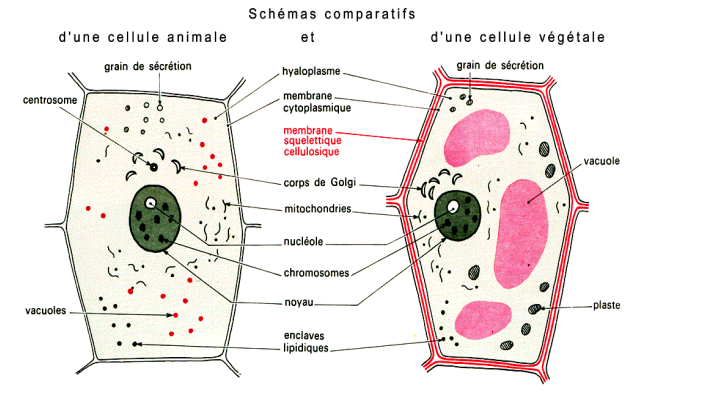 Schémas comparatifs
d'une cellule animale et d'une cellule végétale
grain de sécrétion
grain de sécrétion
hyaloplasme
centrosome
membrane
cytoplasmique
membrane
squelettique
cellulosique
vacuole
corps de Golgi
mitochondries
nucléole
chromosomes
noyau
vacuoles
plaste
enclaves
lipidiques